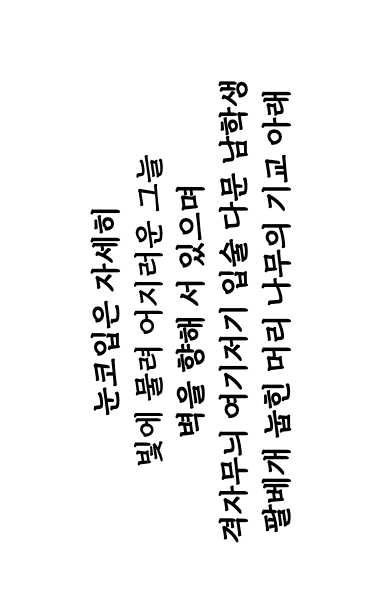 눈코입은 자세히
빛에 물려 어지러운 그늘
벽을 향해 서 있으며
격자무늬 여기저기 입술 다문 남학생
팔베개 눕힌 머리 나무의 기교 아래